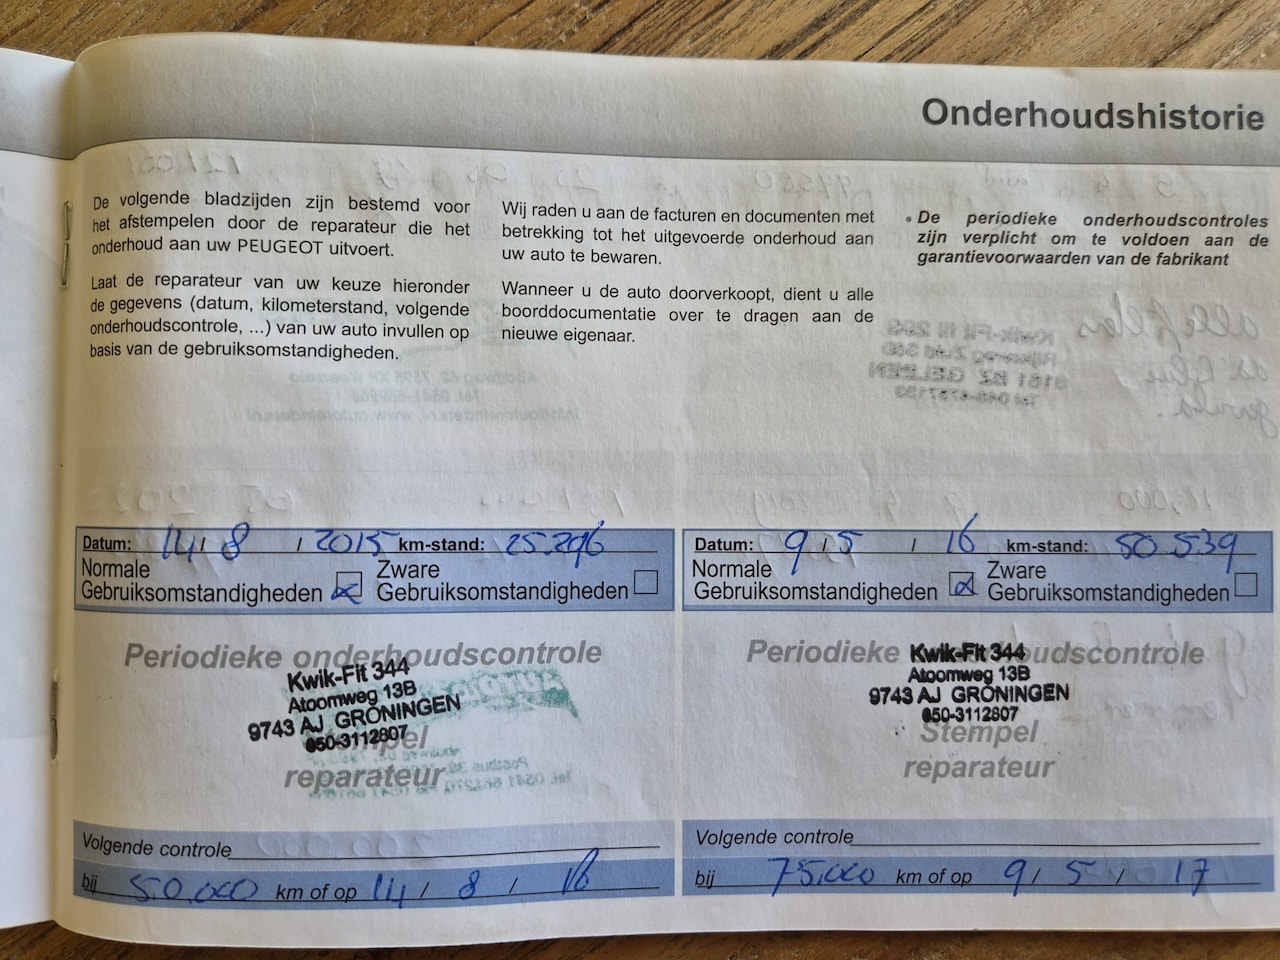 Onderhoudshistorie
De volgende bladzijden zijn bestemd voor
het afstempelen door de reparateur die het
onderhoud aan uw PEUGEOT uitvoert.
Laat de reparateur van uw keuze hieronder
de gegevens (datum, kilometerstand, volgende
onderhoudscontrole, ...) van uw auto invullen op
basis van de gebruiksomstandigheden.
Wij raden u aan de facturen en documenten met
betrekking tot het uitgevoerde onderhoud aan
uw auto te bewaren.
Wanneer u de auto doorverkoopt, dient u alle
boorddocumentatie over te dragen aan de
nieuwe eigenaar.
• De periodieke onderhoudscontroles
zijn verplicht om te voldoen aan de
garantievoorwaarden van de fabrikant
Datum: 14/ 8 / 2015 km-stand: 25.296
Normale Gebruiksomstandigheden x
Zware Gebruiksomstandigheden
Periodieke onderhoudscontrole
Kwik-Fit 344
Atoomweg 13B
9743 AJ GRONINGEN
050-3112807
Stempel
reparateur
Volgende controle
bij 50.000 km of op 14 / 8 / 16
Datum: 9 / 5 / 16 km-stand: 50.539
Normale Gebruiksomstandigheden x
Zware Gebruiksomstandigheden
Periodieke onderhoudscontrole
Kwik-Fit 344
Atoomweg 13B
9743 AJ GRONINGEN
050-3112807
Stempel
reparateur
Volgende controle
bij 75.000 km of op 9 / 5 / 17